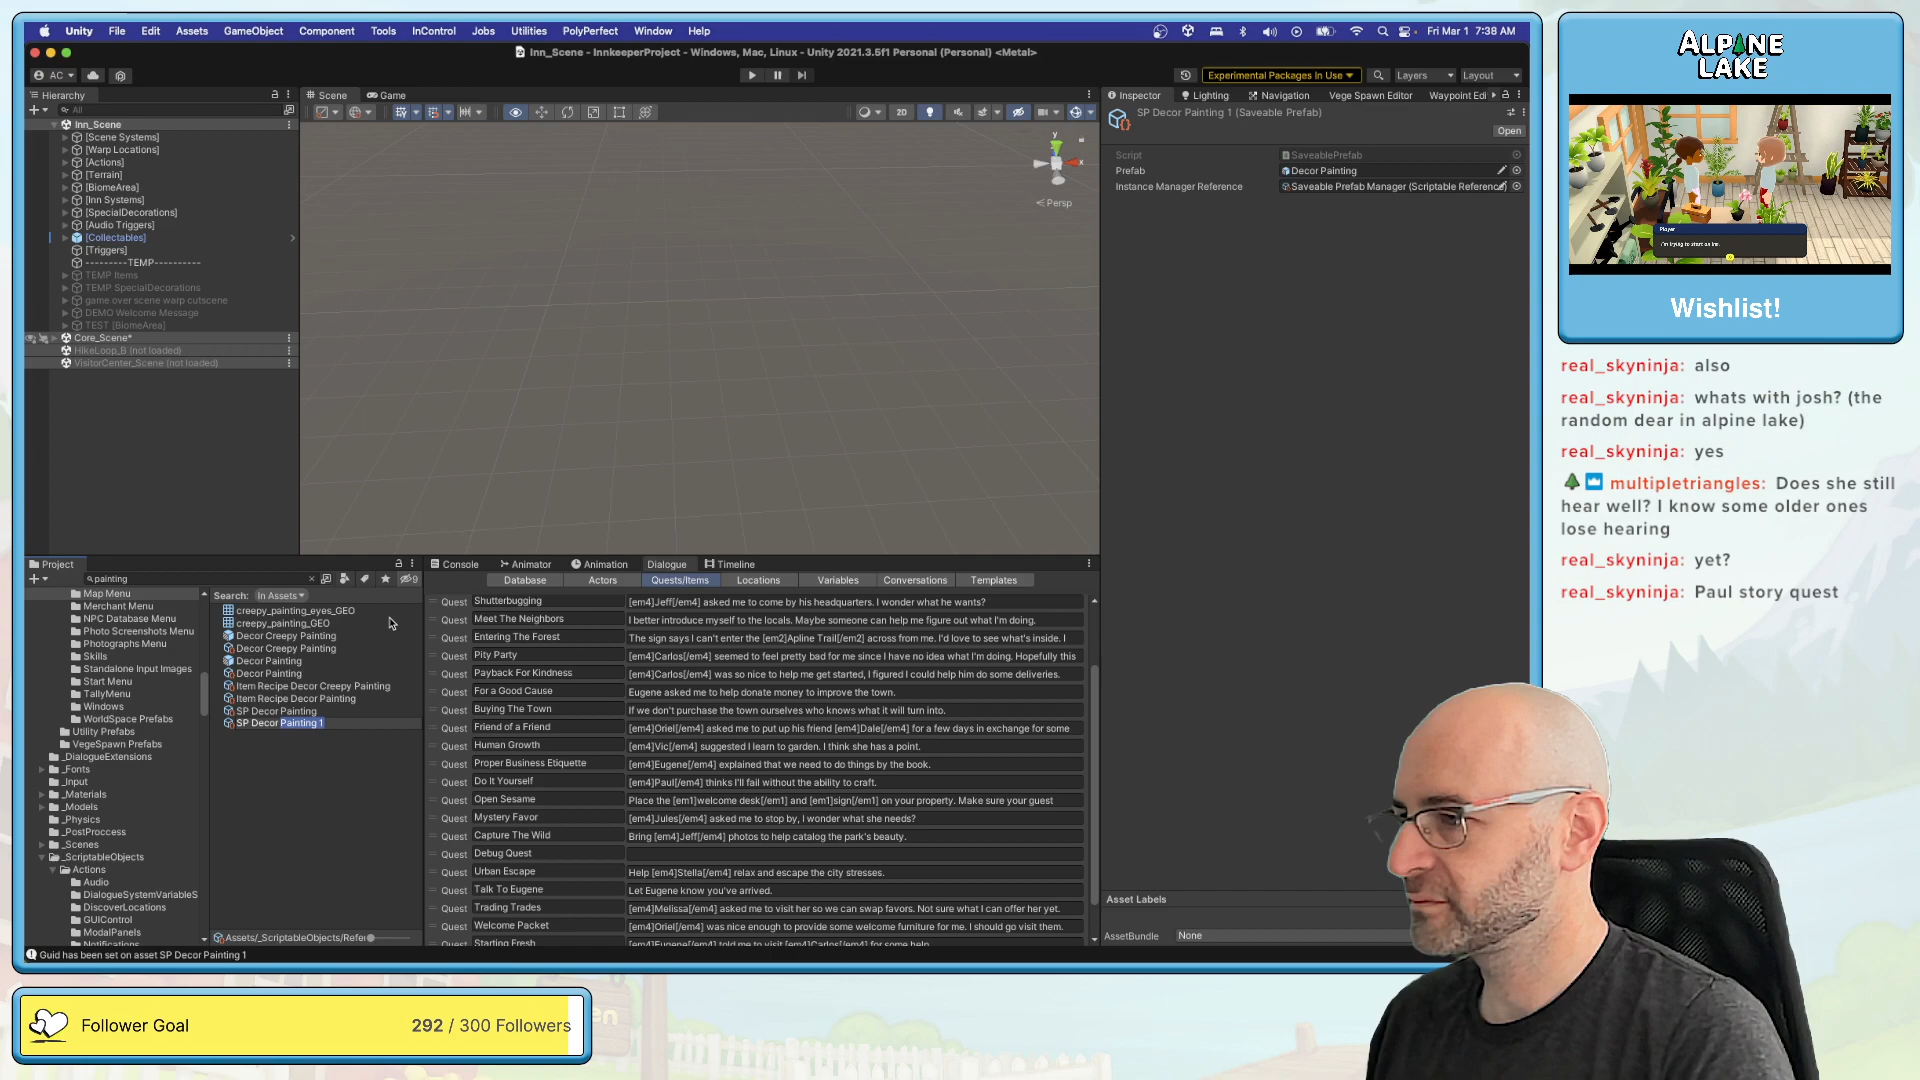 Unity File Edit Assets GameObject Component Tools InControl Jobs Utilities PolyPerfect Window Help Fri Mar 1 7:38 AM
Inn_Scene - InnkeeperProject - Windows, Mac, Linux - Unity 2021.3.5f1 Personal (Personal) <Metal>
AC Experimental Packages In Use Layers Layout
Hierarchy
All
Inn_Scene
[Scene Systems]
[Warp Locations]
[Actions]
[Terrain]
[BiomeArea]
[Inn Systems]
[SpecialDecorations]
[Audio Triggers]
[Collectables]
[Triggers]
---------TEMP----------
TEMP Items
TEMP SpecialDecorations
game over scene warp cutscene
DEMO Welcome Message
TEST [BiomeArea]
Core_Scene*
HikeLoop_B (not loaded)
VisitorCenter_Scene (not loaded)
Scene Game
2D
y
x
Persp
Inspector Lighting Navigation Vege Spawn Editor Waypoint Edi
SP Decor Painting 1 (Saveable Prefab)
Open
Script SaveablePrefab
Prefab Decor Painting
Instance Manager Reference Saveable Prefab Manager (Scriptable Reference)
Asset Labels
AssetBundle None
Project
painting
9
Map Menu
Merchant Menu
NPC Database Menu
Photo Screenshots Menu
Photographs Menu
Skills
Standalone Input Images
Start Menu
TallyMenu
Windows
WorldSpace Prefabs
Utility Prefabs
VegeSpawn Prefabs
_DialogueExtensions
_Fonts
_Input
_Materials
_Models
_Physics
_PostProccess
_Scenes
_ScriptableObjects
Actions
Audio
DialogueSystemVariableS
DiscoverLocations
GUIControl
ModalPanels
Notifications
Search: In Assets
creepy_painting_eyes_GEO
creepy_painting_GEO
Decor Creepy Painting
Decor Creepy Painting
Decor Painting
Decor Painting
Item Recipe Decor Creepy Painting
Item Recipe Decor Painting
SP Decor Painting
SP Decor Painting 1
Assets/_ScriptableObjects/Refer
Guid has been set on asset SP Decor Painting 1
Console Animator Animation Dialogue Timeline
Database Actors Quests/Items Locations Variables Conversations Templates
Quest Shutterbugging [em4]Jeff[/em4] asked me to come by his headquarters. I wonder what he wants?
Quest Meet The Neighbors I better introduce myself to the locals. Maybe someone can help me figure out what I'm doing.
Quest Entering The Forest The sign says I can't enter the [em2]Apline Trail[/em2] across from me. I'd love to see what's inside. I
Quest Pity Party [em4]Carlos[/em4] seemed to feel pretty bad for me since I have no idea what I'm doing. Hopefully this
Quest Payback For Kindness [em4]Carlos[/em4] was so nice to help me get started, I figured I could help him do some deliveries.
Quest For a Good Cause Eugene asked me to help donate money to improve the town.
Quest Buying The Town If we don't purchase the town ourselves who knows what it will turn into.
Quest Friend of a Friend [em4]Oriel[/em4] asked me to put up his friend [em4]Dale[/em4] for a few days in exchange for some
Quest Human Growth [em4]Vic[/em4] suggested I learn to garden. I think she has a point.
Quest Proper Business Etiquette [em4]Eugene[/em4] explained that we need to do things by the book.
Quest Do It Yourself [em4]Paul[/em4] thinks I'll fail without the ability to craft.
Quest Open Sesame Place the [em1]welcome desk[/em1] and [em1]sign[/em1] on your property. Make sure your guest
Quest Mystery Favor [em4]Jules[/em4] asked me to stop by, I wonder what she needs?
Quest Capture The Wild Bring [em4]Jeff[/em4] photos to help catalog the park's beauty.
Quest Debug Quest
Quest Urban Escape Help [em4]Stella[/em4] relax and escape the city stresses.
Quest Talk To Eugene Let Eugene know you've arrived.
Quest Trading Trades [em4]Melissa[/em4] asked me to visit her so we can swap favors. Not sure what I can offer her yet.
Quest Welcome Packet [em4]Oriel[/em4] was nice enough to provide some welcome furniture for me. I should go visit them.
Starting Fresh [em4]Eugene[/em4] told me to visit [em4]Carlos[/em4] for some help.
ALPINE
LAKE
Player
I'm trying to start an inn.
Wishlist!
real_skyninja: also
real_skyninja: whats with josh? (the
random dear in alpine lake)
real_skyninja: yes
multipletriangles: Does she still
hear well? I know some older ones
lose hearing
real_skyninja: yet?
real_skyninja: Paul story quest
Follower Goal 292 / 300 Followers